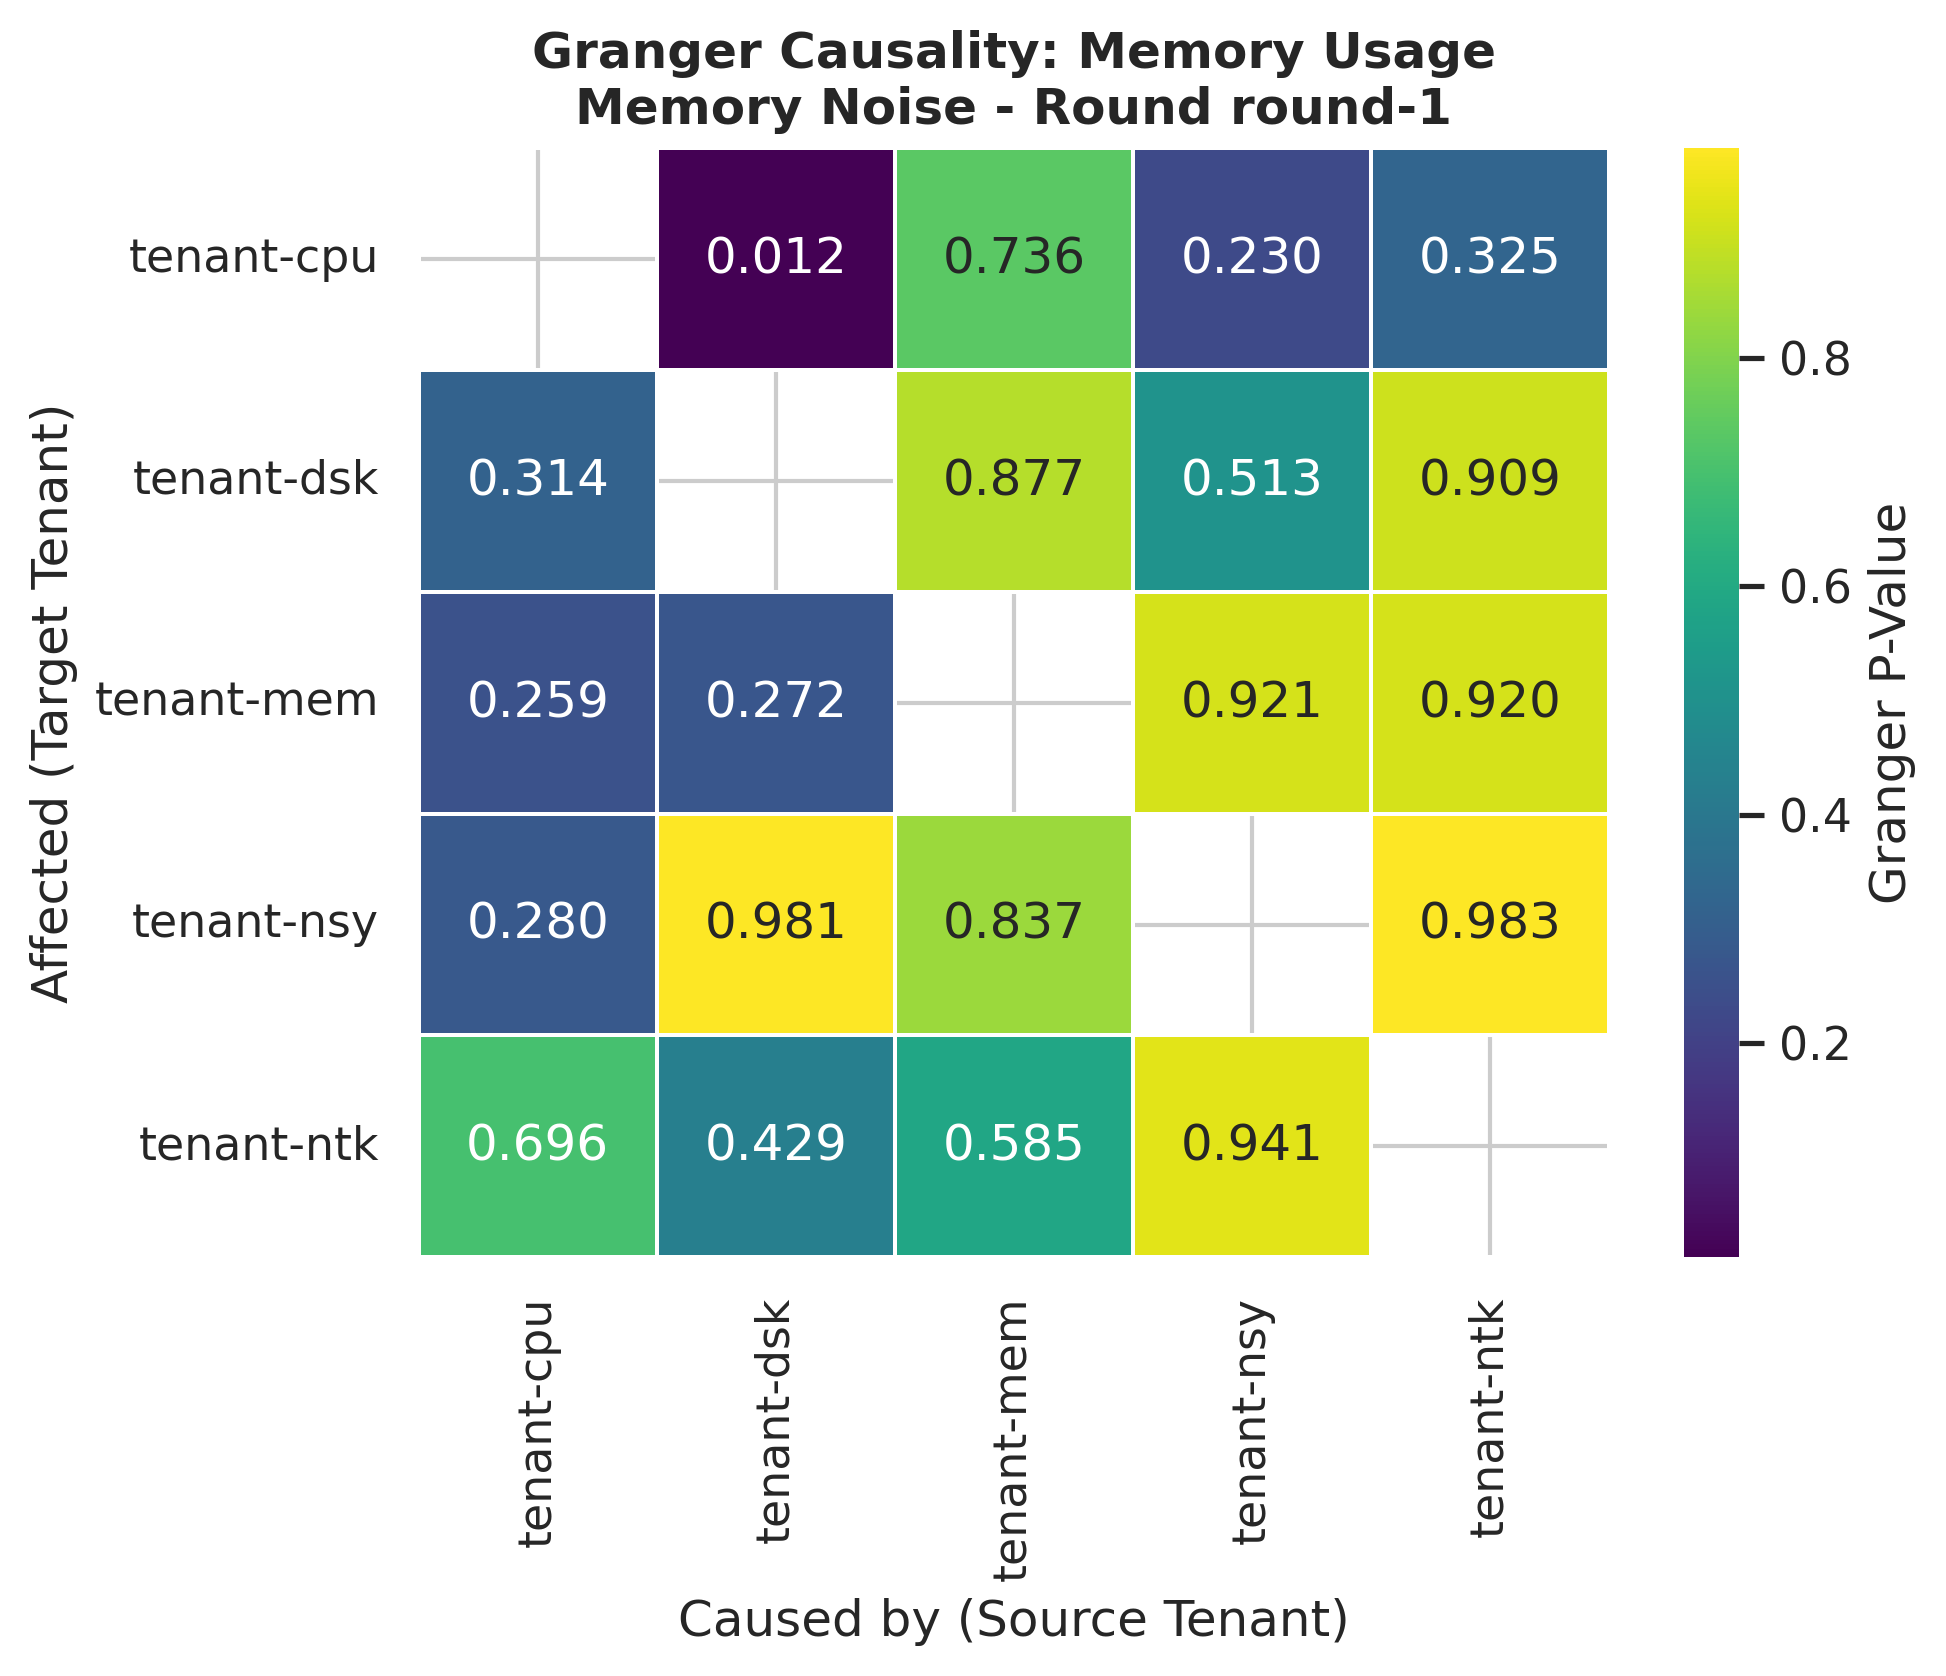 Granger Causality: Memory Usage
Memory Noise - Round round-1
Affected (Target Tenant)
tenant-cpu
0.012 0.736 0.230 0.325
tenant-dsk
0.314 0.877 0.513 0.909
tenant-mem
0.259 0.272 0.921 0.920
tenant-nsy
0.280 0.981 0.837 0.983
tenant-ntk
0.696 0.429 0.585 0.941
tenant-cpu
tenant-dsk
tenant-mem
tenant-nsy
tenant-ntk
Caused by (Source Tenant)
0.8
0.6
0.4
0.2
Granger P-Value